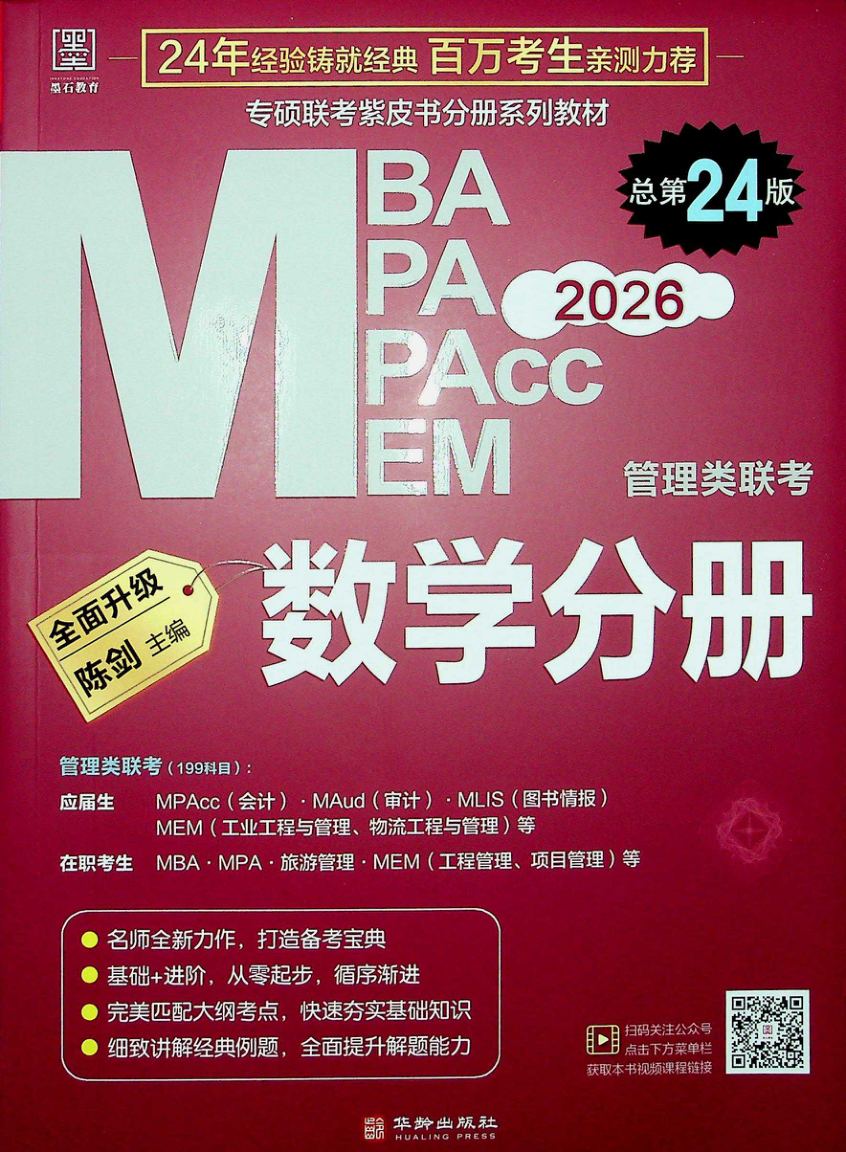 墨石教育
24年经验铸就经典 百万考生亲测力荐
专硕联考紫皮书分册系列教材
总第24版
MBA
MPA
MPAcc
MEM
2026
管理类联考
数学分册
全面升级
陈剑 主编
管理类联考(199科目):
应届生 MPAcc(会计)·MAud(审计)·MLIS(图书情报)
MEM(工业工程与管理、物流工程与管理)等
在职考生 MBA·MPA·旅游管理·MEM(工程管理、项目管理)等
名师全新力作,打造备考宝典
基础+进阶,从零起步,循序渐进
完美匹配大纲考点,快速夯实基础知识
细致讲解经典例题,全面提升解题能力
扫码关注公众号
点击下方菜单栏
获取本书视频课程链接
华龄出版社
HUALING PRESS